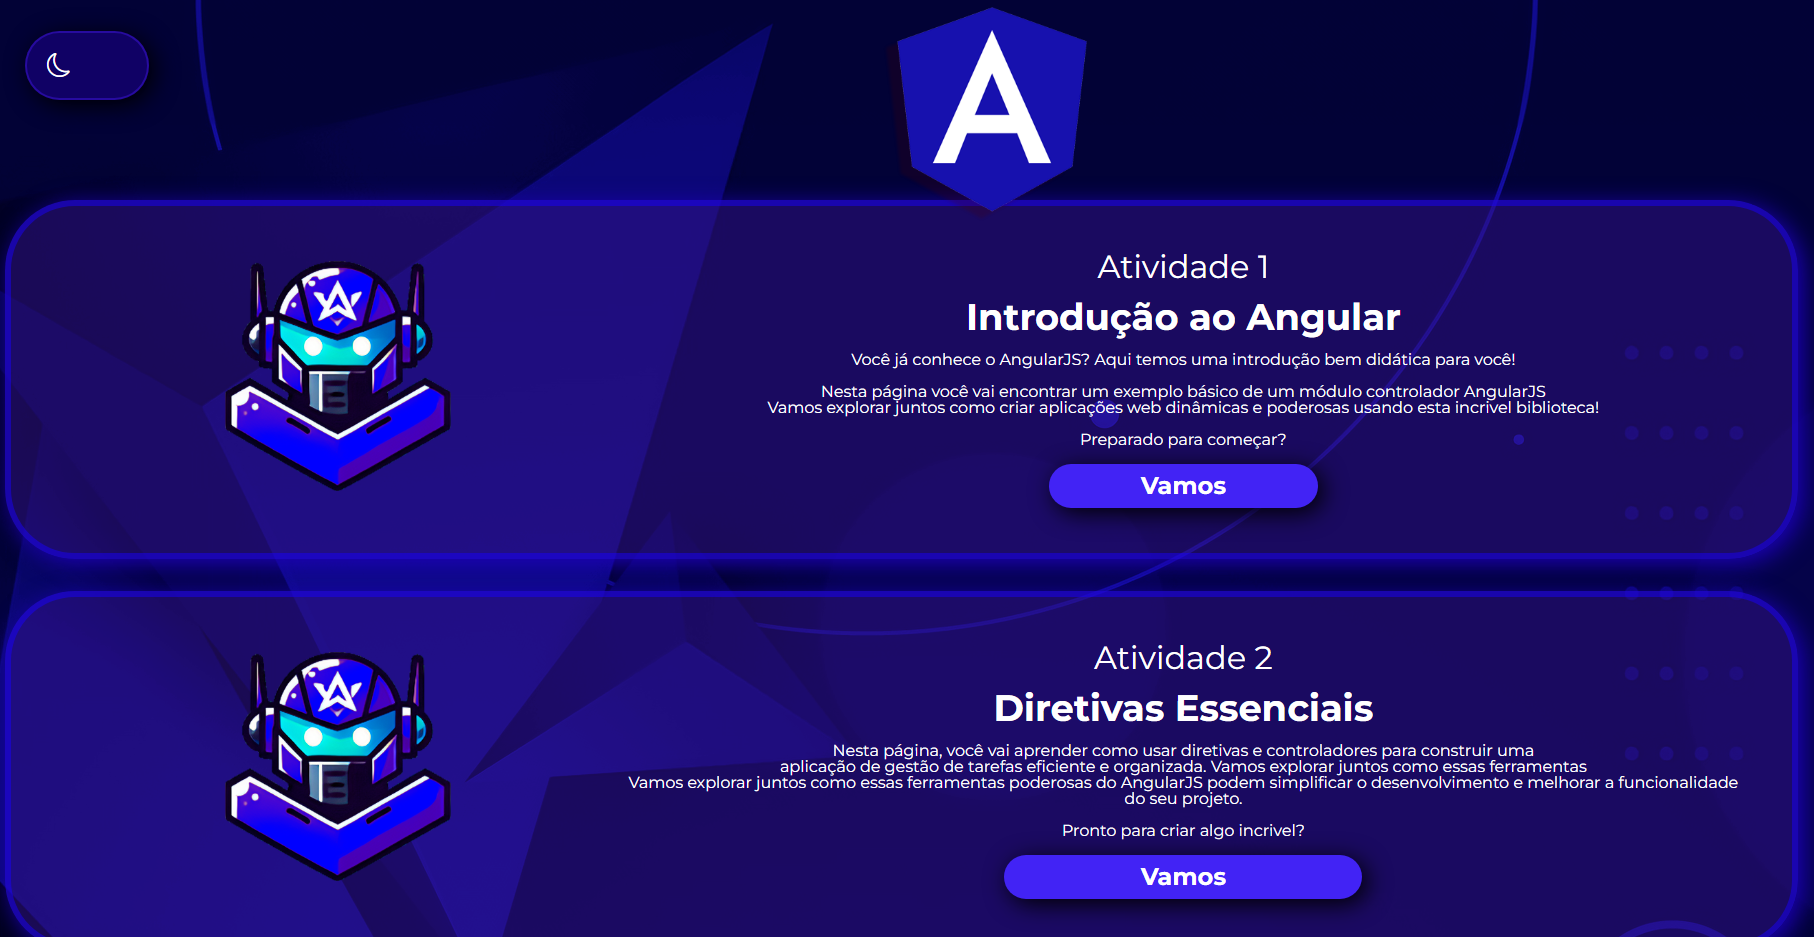 A
Atividade 1
Introdução ao Angular
Você já conhece o AngularJS? Aqui temos uma introdução bem didática para você!
Nesta página você vai encontrar um exemplo básico de um módulo controlador AngularJS
Vamos explorar juntos como criar aplicações web dinâmicas e poderosas usando esta incrivel biblioteca!
Preparado para começar?
Vamos
Atividade 2
Diretivas Essenciais
Nesta página, você vai aprender como usar diretivas e controladores para construir uma
aplicação de gestão de tarefas eficiente e organizada. Vamos explorar juntos como essas ferramentas
Vamos explorar juntos como essas ferramentas poderosas do AngularJS podem simplificar o desenvolvimento e melhorar a funcionalidade
do seu projeto.
Pronto para criar algo incrivel?
Vamos